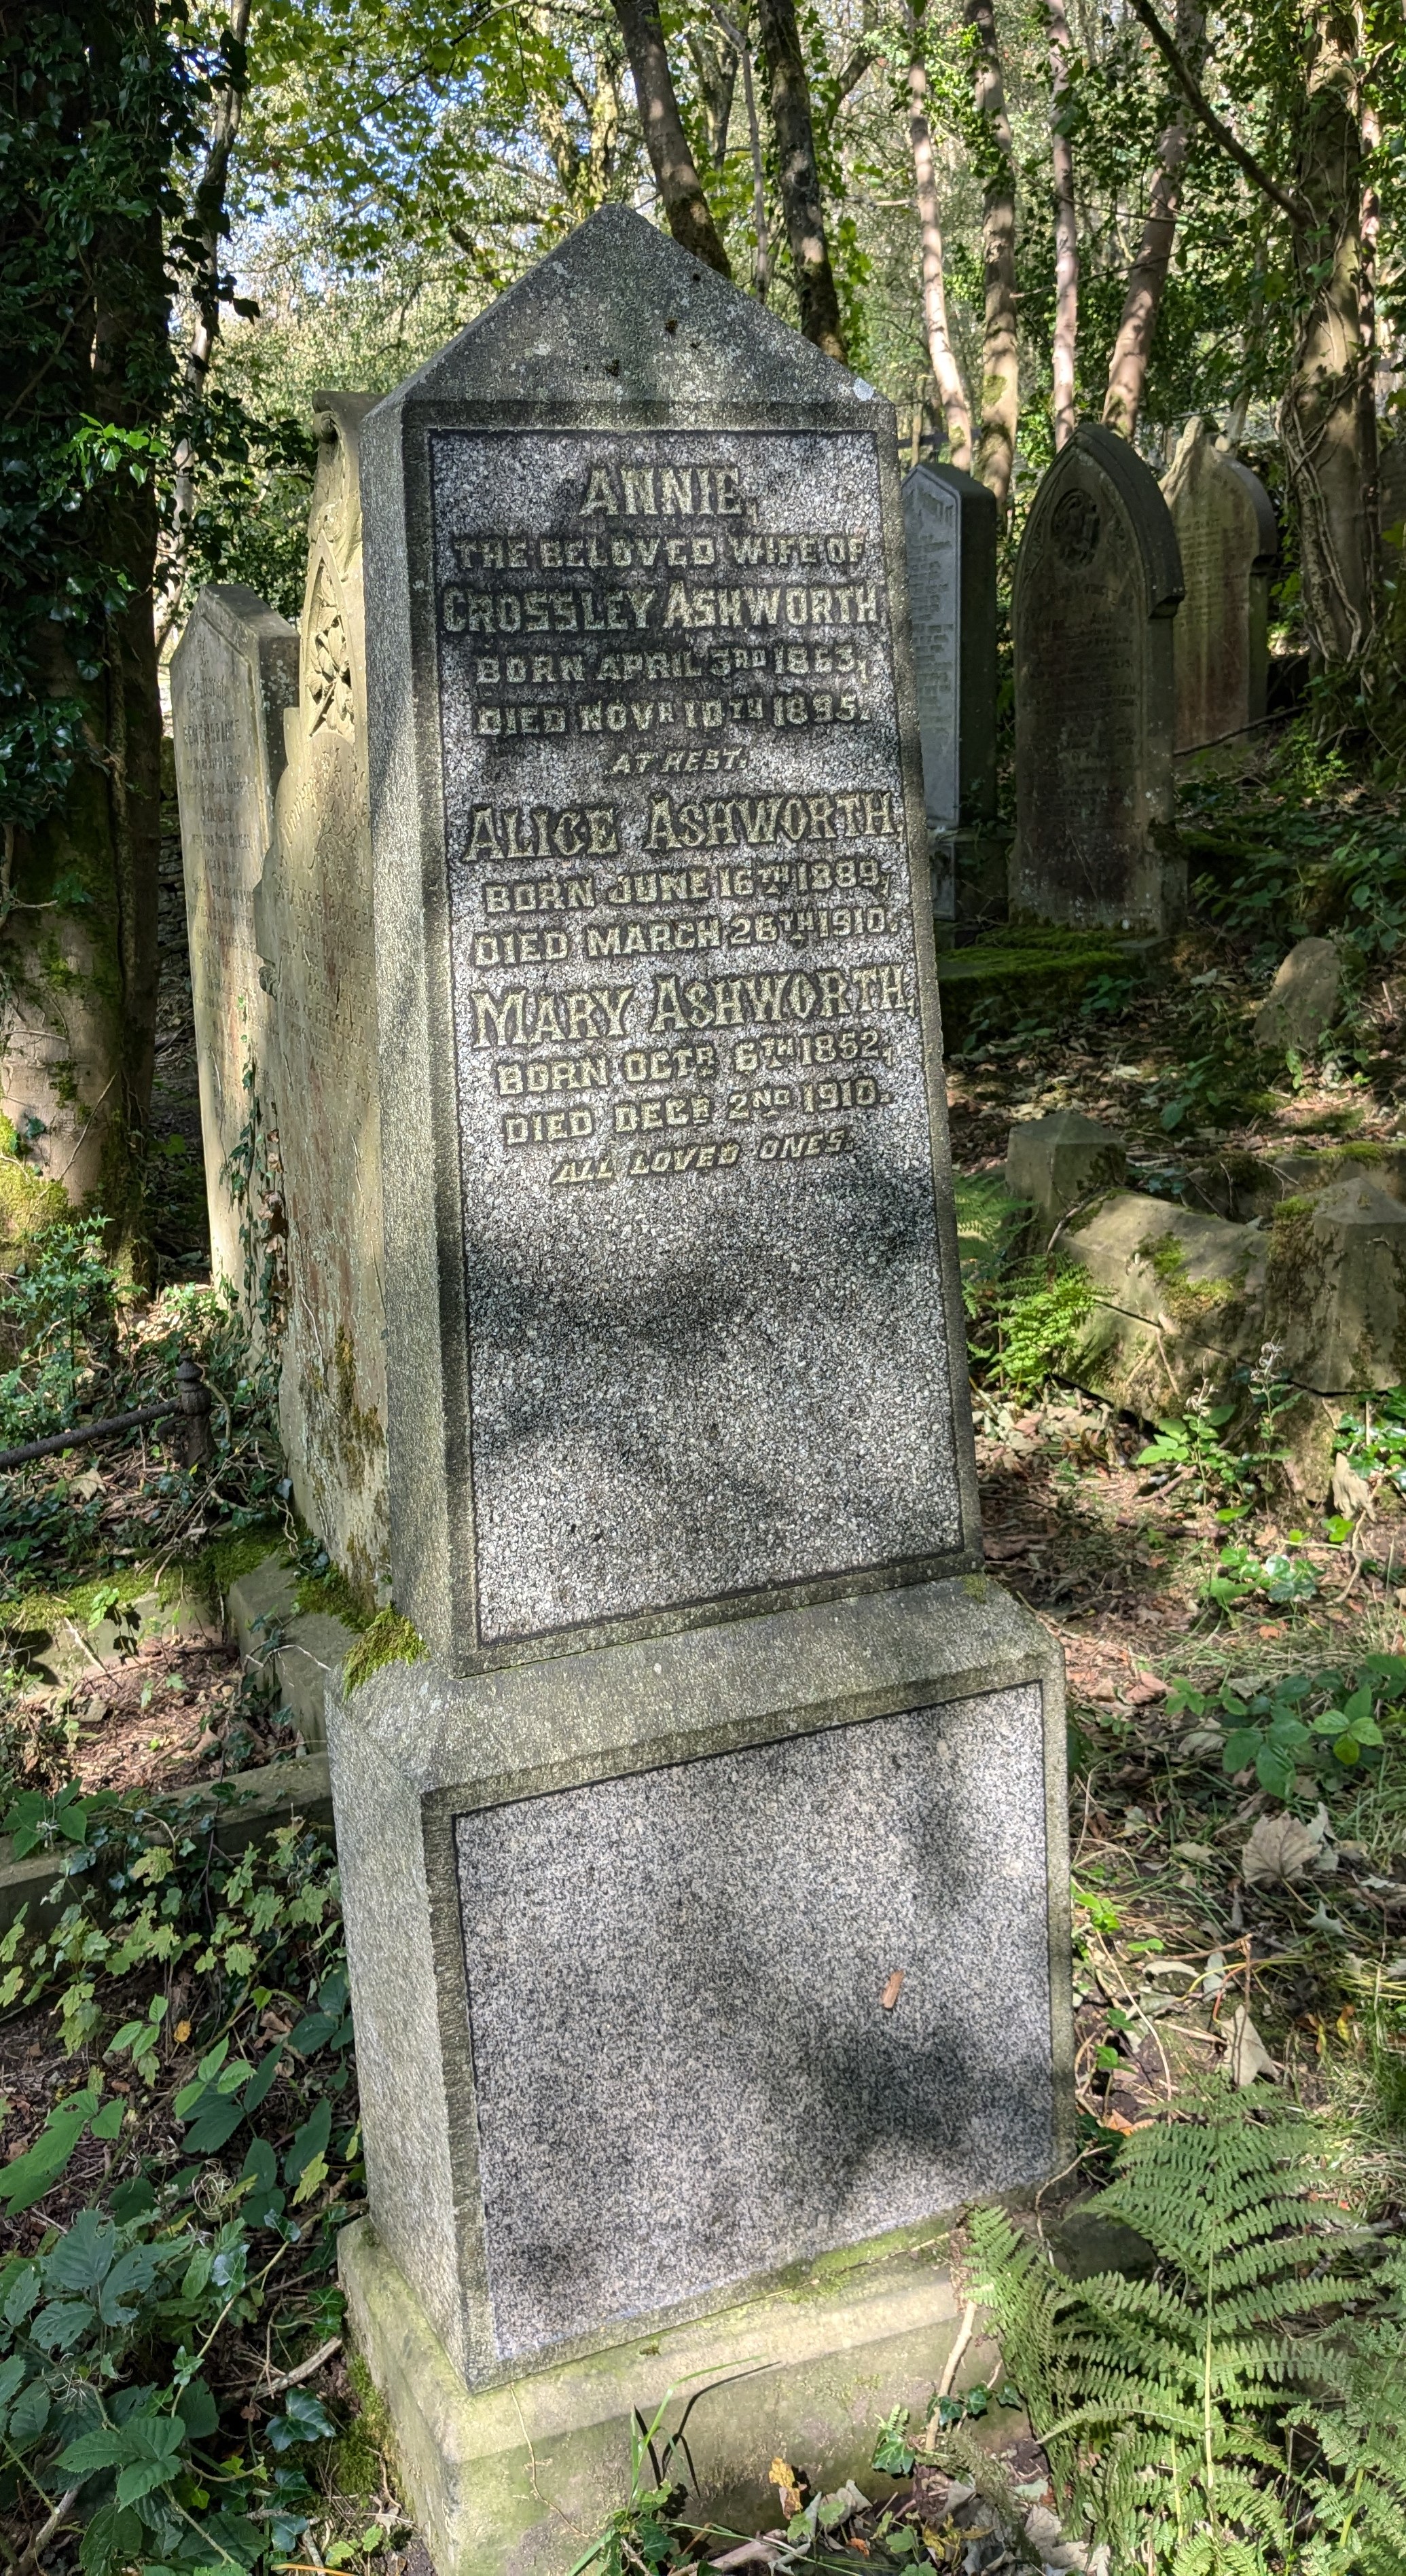 ANNIE,
THE BELOVED WIFE OF
CROSSLEY ASHWORTH
BORN APRIL 3RD 1863,
DIED NOVR 10TH 1895.
AT REST.
ALICE ASHWORTH,
BORN JUNE 16TH 1889,
DIED MARCH 26TH 1910.
MARY ASHWORTH,
BORN OCTR 6TH 1852,
DIED DECR 2ND 1910.
ALL LOVED ONES.